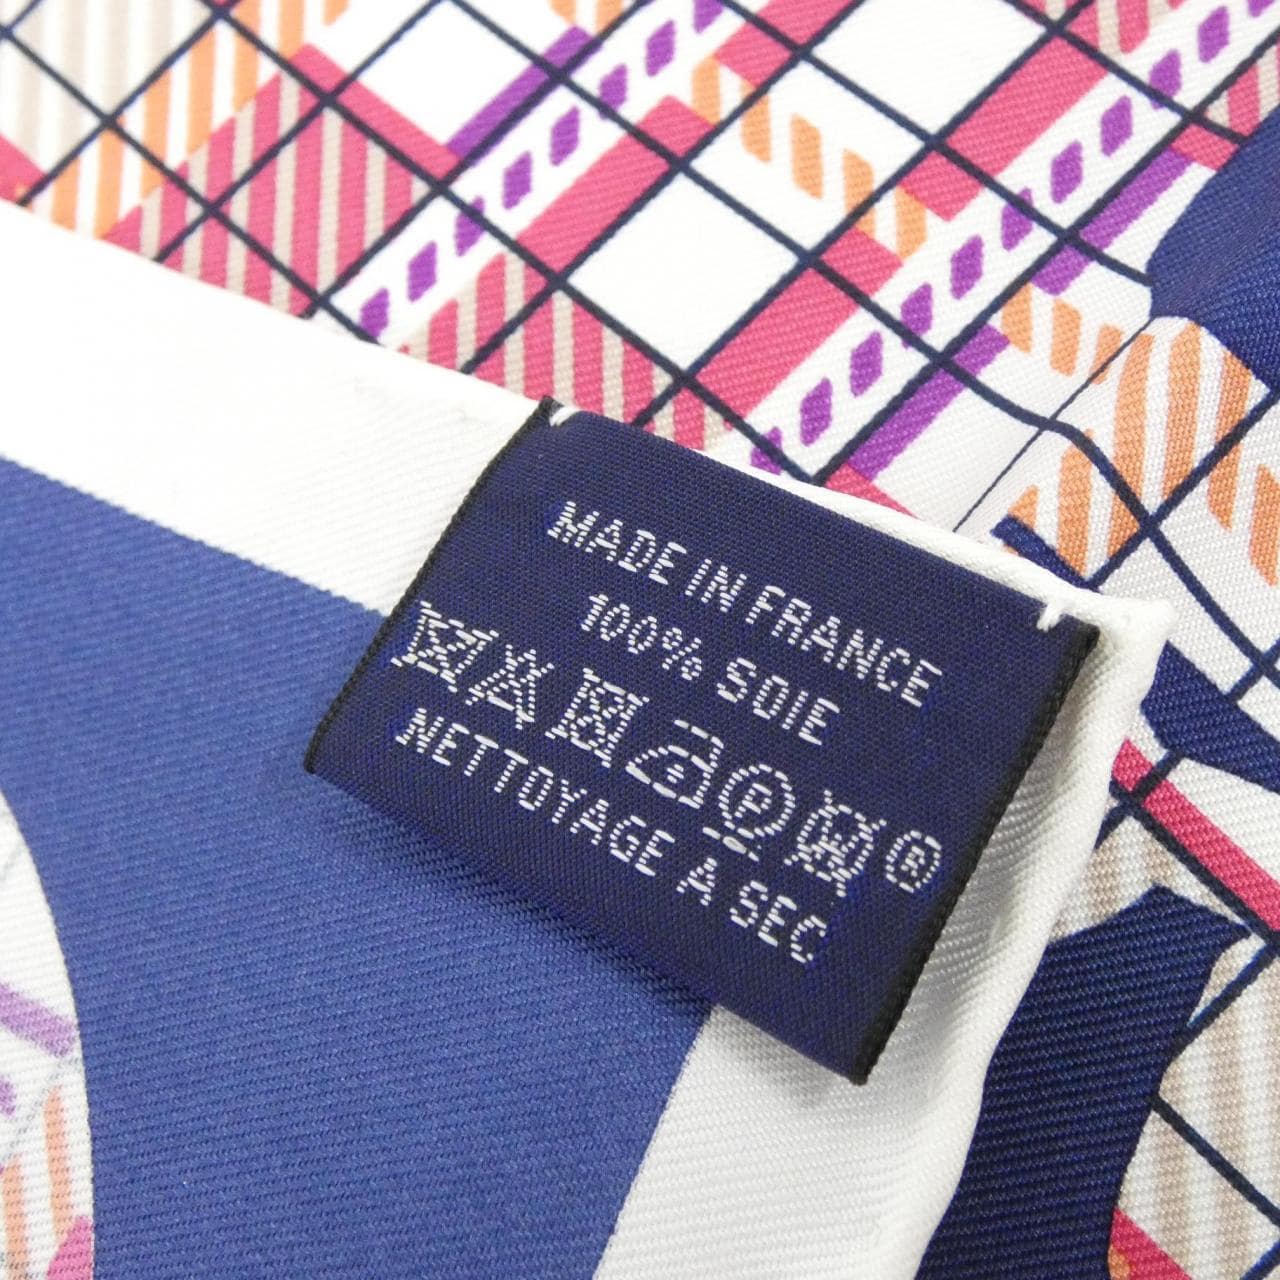 MADE IN FRANCE
100% SOIE
P W ®
NETTOYAGE A SEC